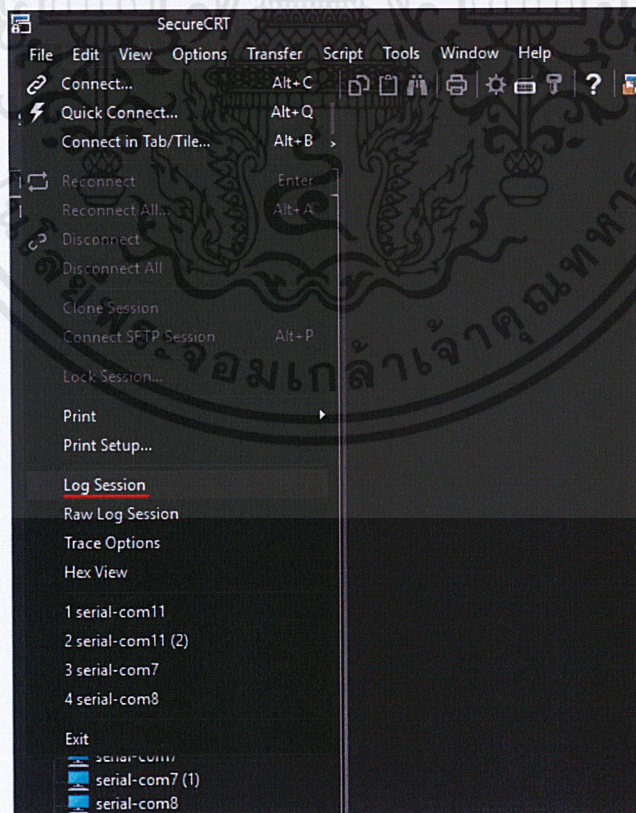 SecureCRT
File Edit View Options Transfer Script Tools Window Help
Connect... Alt+C
Quick Connect... Alt+Q
Connect in Tab/Tile... Alt+B
Reconnect Enter
Reconnect All... Alt+A
Disconnect
Disconnect All
Clone Session
Connect SFTP Session Alt+P
Lock Session...
Print
Print Setup...
Log Session
Raw Log Session
Trace Options
Hex View
1 serial-com11
2 serial-com11 (2)
3 serial-com7
4 serial-com8
Exit
serial-com7
serial-com7 (1)
serial-com8